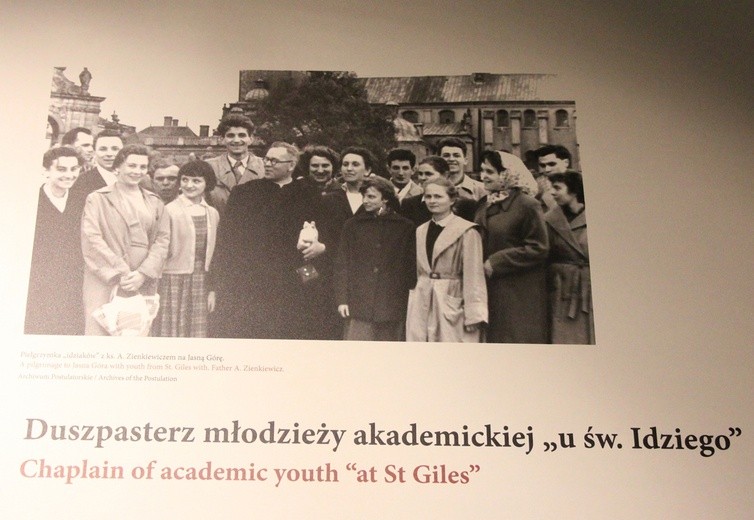 Pielgrzymka „idziaków” z ks. A. Zienkiewiczem na Jasną Górę.
A pilgrimage to Jasna Góra with youth from St. Giles with. Father A. Zienkiewicz.
Archiwum Postulatorskie / Archives of the Postulation
Duszpasterz młodzieży akademickiej „u św. Idziego”
Chaplain of academic youth “at St Giles”